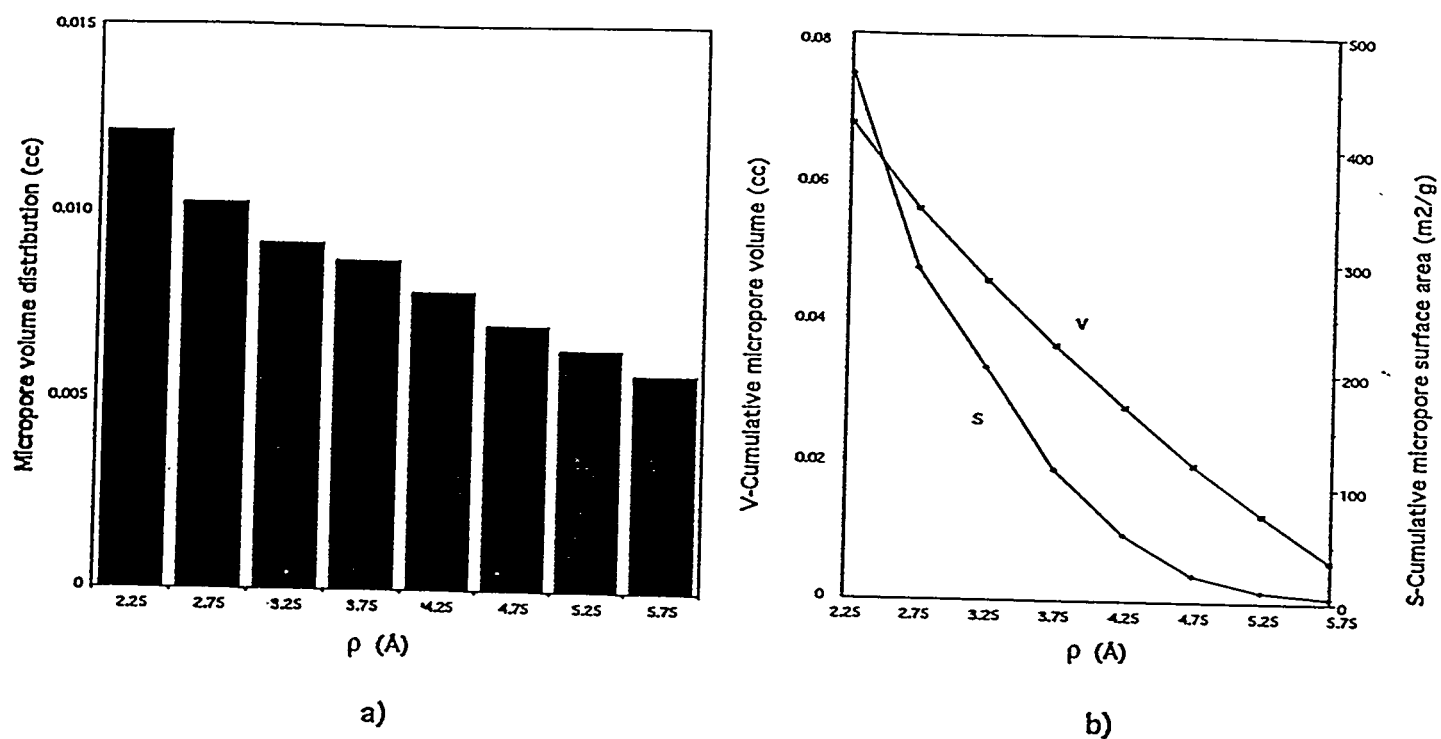 0.015
0.010
0.005
0
Micropore volume distribution (cc)
2.25 2.75 3.25 3.75 4.25 4.75 5.25 5.75
ρ (Å)
a)
0.08
0.06
0.04
0.02
0
V-Cumulative micropore volume (cc)
V
S
500
400
300
200
100
0
S-Cumulative micropore surface area (m2/g)
2.25 2.75 3.25 3.75 4.25 4.75 5.25 5.75
ρ (Å)
b)